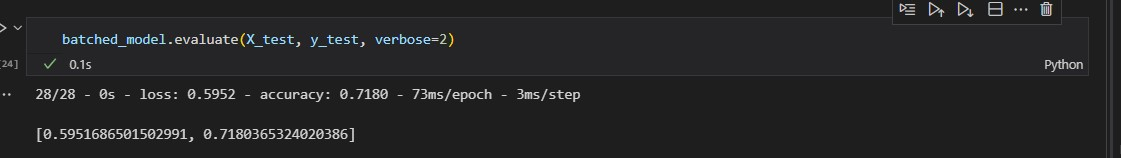 batched_model.evaluate(X_test, y_test, verbose=2)
[24]
0.1s
Python
28/28 - 0s - loss: 0.5952 - accuracy: 0.7180 - 73ms/epoch - 3ms/step
[0.5951686501502991, 0.7180365324020386]